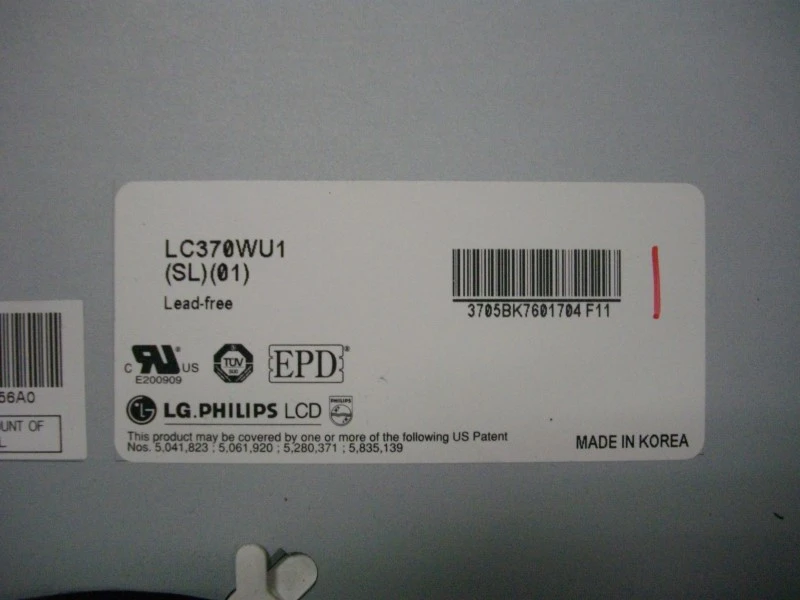 LC370WU1
(SL)(01)
Lead-free
3705BK7601704 F11
C UL US
E200909
TÜV
EPD
LG.PHILIPS LCD
PHILIPS
This product may be covered by one or more of the following US Patent
Nos. 5,041,823 ; 5,061,920 ; 5,280,371 ; 5,835,139
MADE IN KOREA
56A0
UNT OF
L